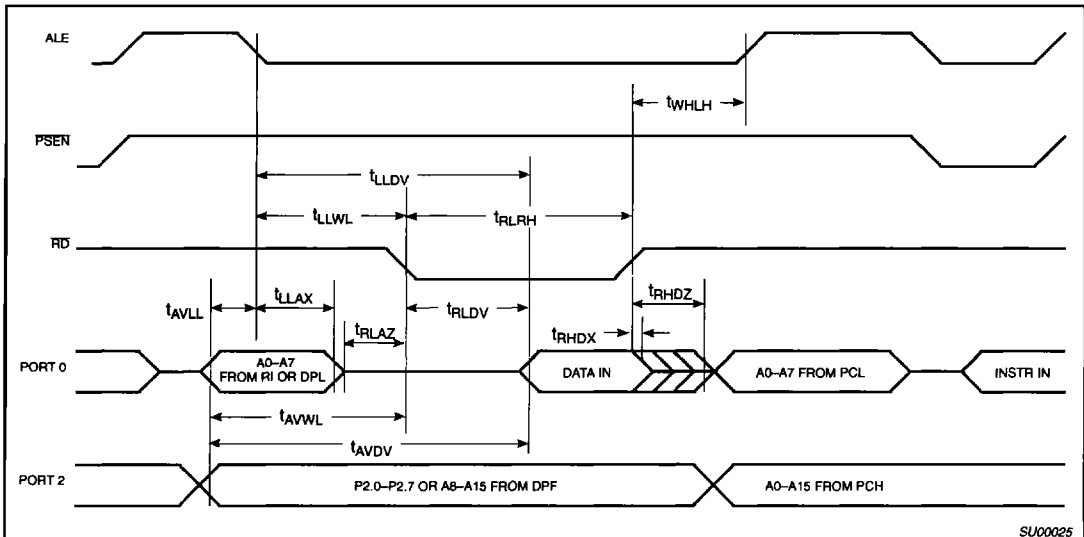 ALE
tWHLH
PSEN
tLLDV
tLLWL
tRLRH
RD
tAVLL
tLLAX
tRLAZ
tRLDV
tRHDZ
tRHDX
PORT 0
A0–A7
FROM RI OR DPL
DATA IN
A0–A7 FROM PCL
INSTR IN
tAVWL
tAVDV
PORT 2
P2.0–P2.7 OR A8–A15 FROM DPF
A0–A15 FROM PCH
SU00025